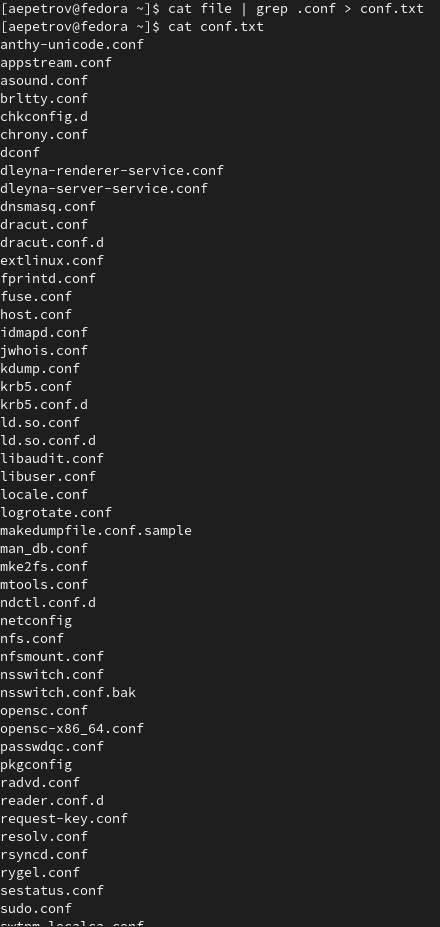 [aepetrov@fedora ~]$ cat file | grep .conf > conf.txt
[aepetrov@fedora ~]$ cat conf.txt
anthy-unicode.conf
appstream.conf
asound.conf
brltty.conf
chkconfig.d
chrony.conf
dconf
dleyna-renderer-service.conf
dleyna-server-service.conf
dnsmasq.conf
dracut.conf
dracut.conf.d
extlinux.conf
fprintd.conf
fuse.conf
host.conf
idmapd.conf
jwhois.conf
kdump.conf
krb5.conf
krb5.conf.d
ld.so.conf
ld.so.conf.d
libaudit.conf
libuser.conf
locale.conf
logrotate.conf
makedumpfile.conf.sample
man_db.conf
mke2fs.conf
mtools.conf
ndctl.conf.d
netconfig
nfs.conf
nfsmount.conf
nsswitch.conf
nsswitch.conf.bak
opensc.conf
opensc-x86_64.conf
passwdqc.conf
pkgconfig
radvd.conf
reader.conf.d
request-key.conf
resolv.conf
rsyncd.conf
rygel.conf
sestatus.conf
sudo.conf